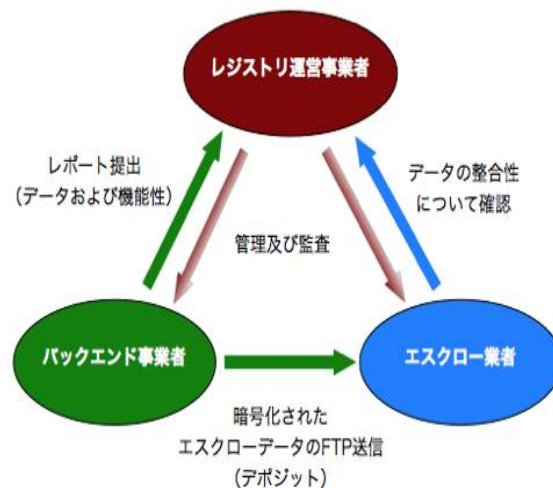 レジストリ運営事業者
レポート提出
（データおよび機能性）
データの整合性
について確認
管理及び監査
バックエンド事業者
エスクロー業者
暗号化された
エスクローデータのFTP送信
（デポジット）